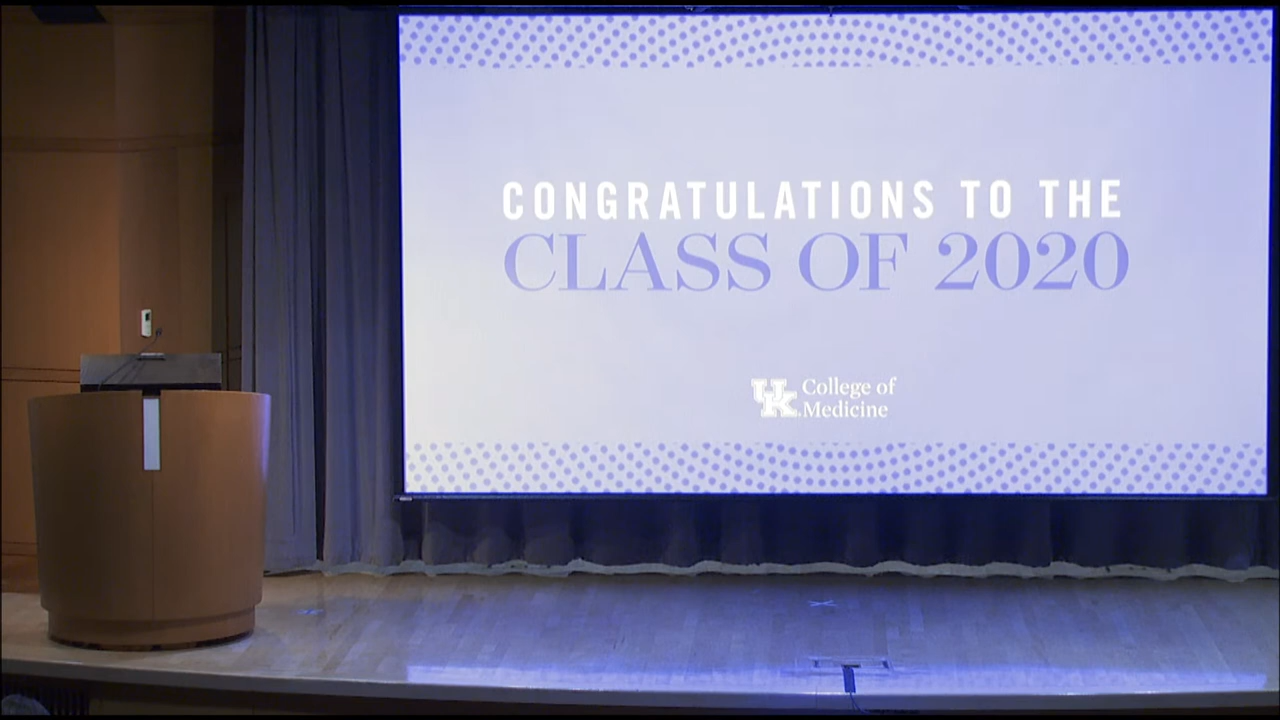 CONGRATULATIONS TO THE
CLASS OF 2020
UK College of
Medicine